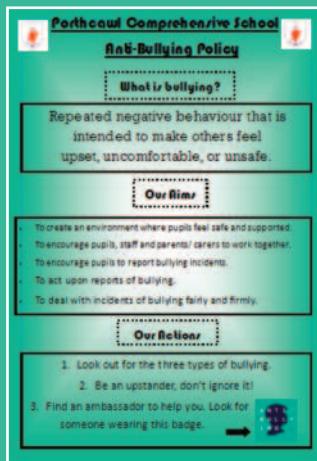 Porthcawl Comprehensive School
Anti-Bullying Policy
What is bullying?
Repeated negative behaviour that is
intended to make others feel
upset, uncomfortable, or unsafe.
Our Aims
To create an environment where pupils feel safe and supported.
To encourage pupils, staff and parents/ carers to work together.
To encourage pupils to report bullying incidents.
To act upon reports of bullying.
To deal with incidents of bullying fairly and firmly.
Our Actions
1. Look out for the three types of bullying.
2. Be an upstander, don't ignore it!
3. Find an ambassador to help you. Look for
someone wearing this badge.